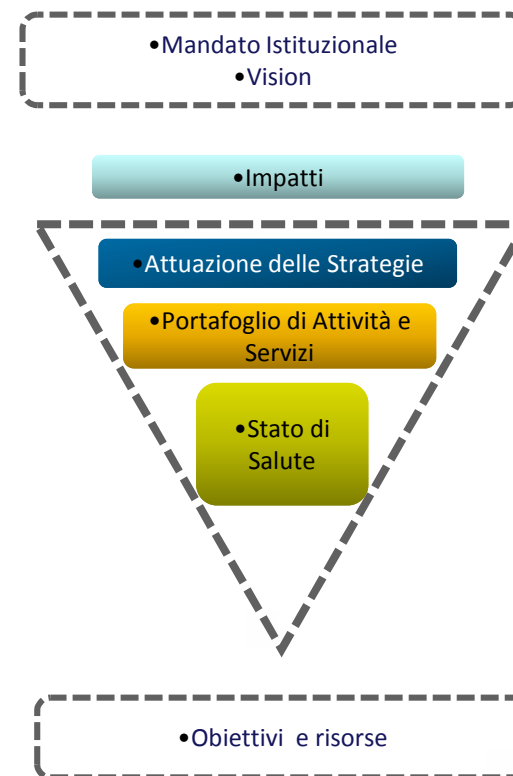 •Mandato Istituzionale
•Vision
•Impatti
•Attuazione delle Strategie
•Portafoglio di Attività e
Servizi
•Stato di
Salute
•Obiettivi e risorse